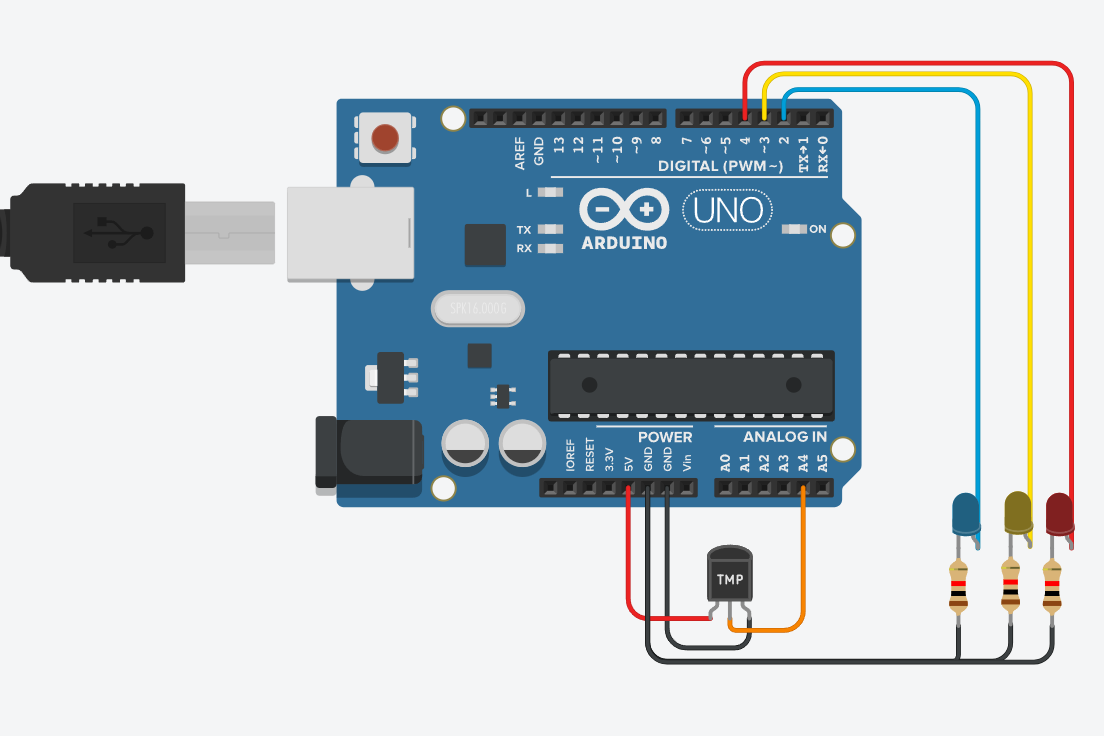 AREF
GND
13
12
~11
~10
~9
8
7
~6
~5
4
~3
2
TX→1
RX←0
DIGITAL (PWM~)
L
TX
RX
ARDUINO
UNO
ON
SPK16.000G
POWER
ANALOG IN
IOREF
RESET
3.3V
5V
GND
GND
Vin
A0
A1
A2
A3
A4
A5
TMP